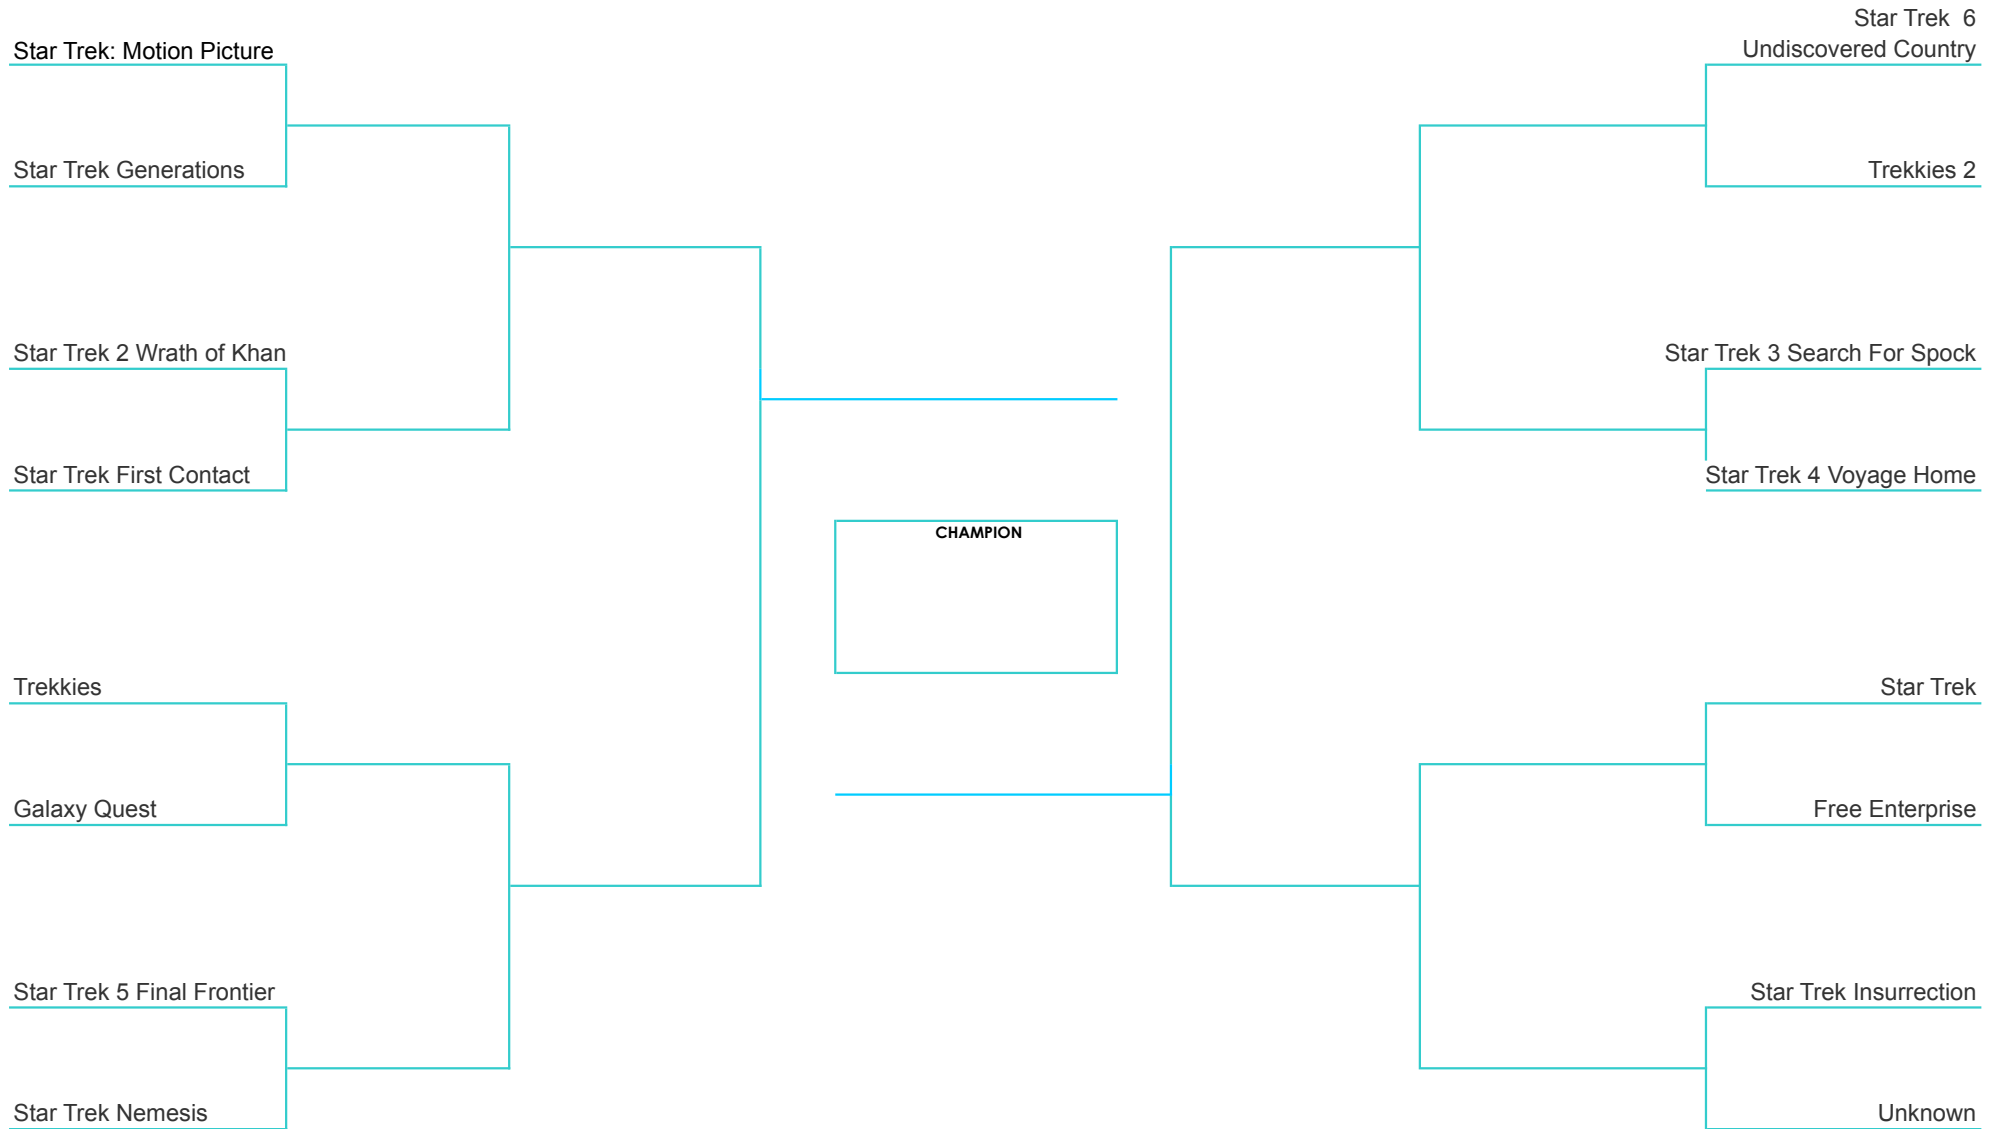 Star Trek: Motion Picture
Star Trek Generations
Star Trek 2 Wrath of Khan
Star Trek First Contact
Trekkies
Galaxy Quest
Star Trek 5 Final Frontier
Star Trek Nemesis
CHAMPION
Star Trek  6
Undiscovered Country
Trekkies 2
Star Trek 3 Search For Spock
Star Trek 4 Voyage Home
Star Trek
Free Enterprise
Star Trek Insurrection
Unknown